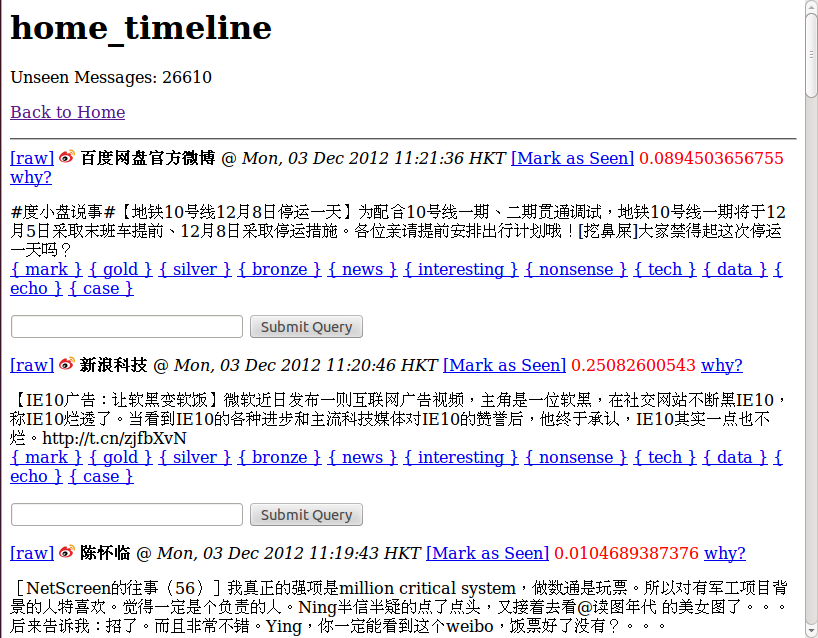 home_timeline
Unseen Messages: 26610
Back to Home
[raw] 百度网盘官方微博 @ Mon, 03 Dec 2012 11:21:36 HKT [Mark as Seen] 0.0894503656755
why?
#度小盘说事#【地铁10号线12月8日停运一天】为配合10号线一期、二期贯通调试，地铁10号线一期将于12
月5日采取末班车提前、12月8日采取停运措施。各位亲请提前安排出行计划哦！[挖鼻屎]大家禁得起这次停运
一天吗？
{ mark } { gold } { silver } { bronze } { news } { interesting } { nonsense } { tech } { data } {
echo } { case }
Submit Query
[raw] 新浪科技 @ Mon, 03 Dec 2012 11:20:46 HKT [Mark as Seen] 0.25082600543 why?
【IE10广告：让软黑变软饭】微软近日发布一则互联网广告视频，主角是一位软黑，在社交网站不断黑IE10，
称IE10烂透了。当看到IE10的各种进步和主流科技媒体对IE10的赞誉后，他终于承认，IE10其实一点也不
烂。http://t.cn/zjfbXvN
{ mark } { gold } { silver } { bronze } { news } { interesting } { nonsense } { tech } { data } {
echo } { case }
Submit Query
[raw] 陈怀临 @ Mon, 03 Dec 2012 11:19:43 HKT [Mark as Seen] 0.0104689387376 why?
［NetScreen的往事（56）］我真正的强项是million critical system，做数通是玩票。所以对有军工项目背
景的人特喜欢。觉得一定是个负责的人。Ning半信半疑的点了点头，又接着去看@读图年代 的美女图了。。。
后来告诉我：招了。而且非常不错。Ying，你一定能看到这个weibo，饭票好了没有？。。。